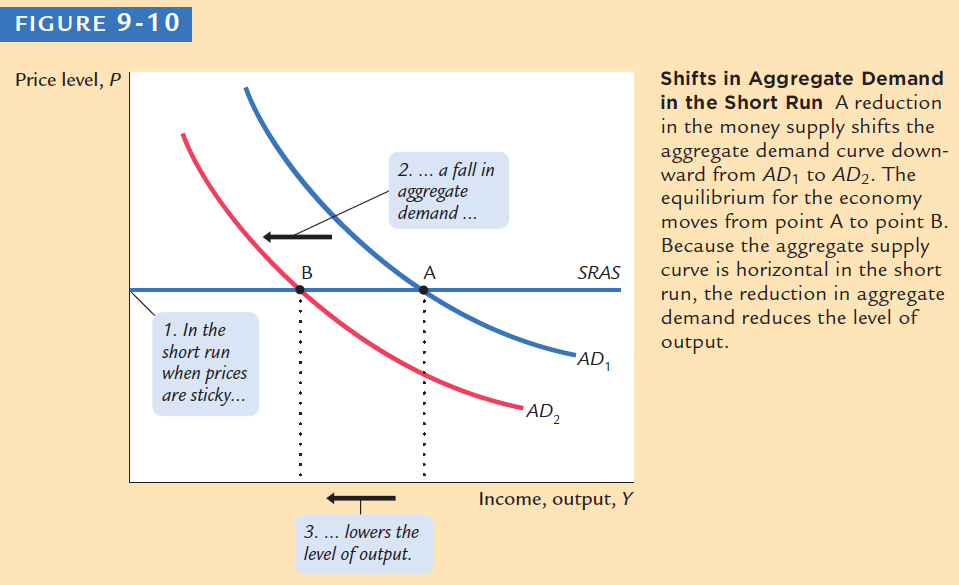 FIGURE 9-10
Price level, P
Shifts in Aggregate Demand
in the Short Run A reduction
in the money supply shifts the
aggregate demand curve down-
ward from AD1 to AD2. The
equilibrium for the economy
moves from point A to point B.
Because the aggregate supply
curve is horizontal in the short
run, the reduction in aggregate
demand reduces the level of
output.
2. ... a fall in
aggregate
demand ...
B
A
SRAS
1. In the
short run
when prices
are sticky...
AD1
AD2
Income, output, Y
3. ... lowers the
level of output.